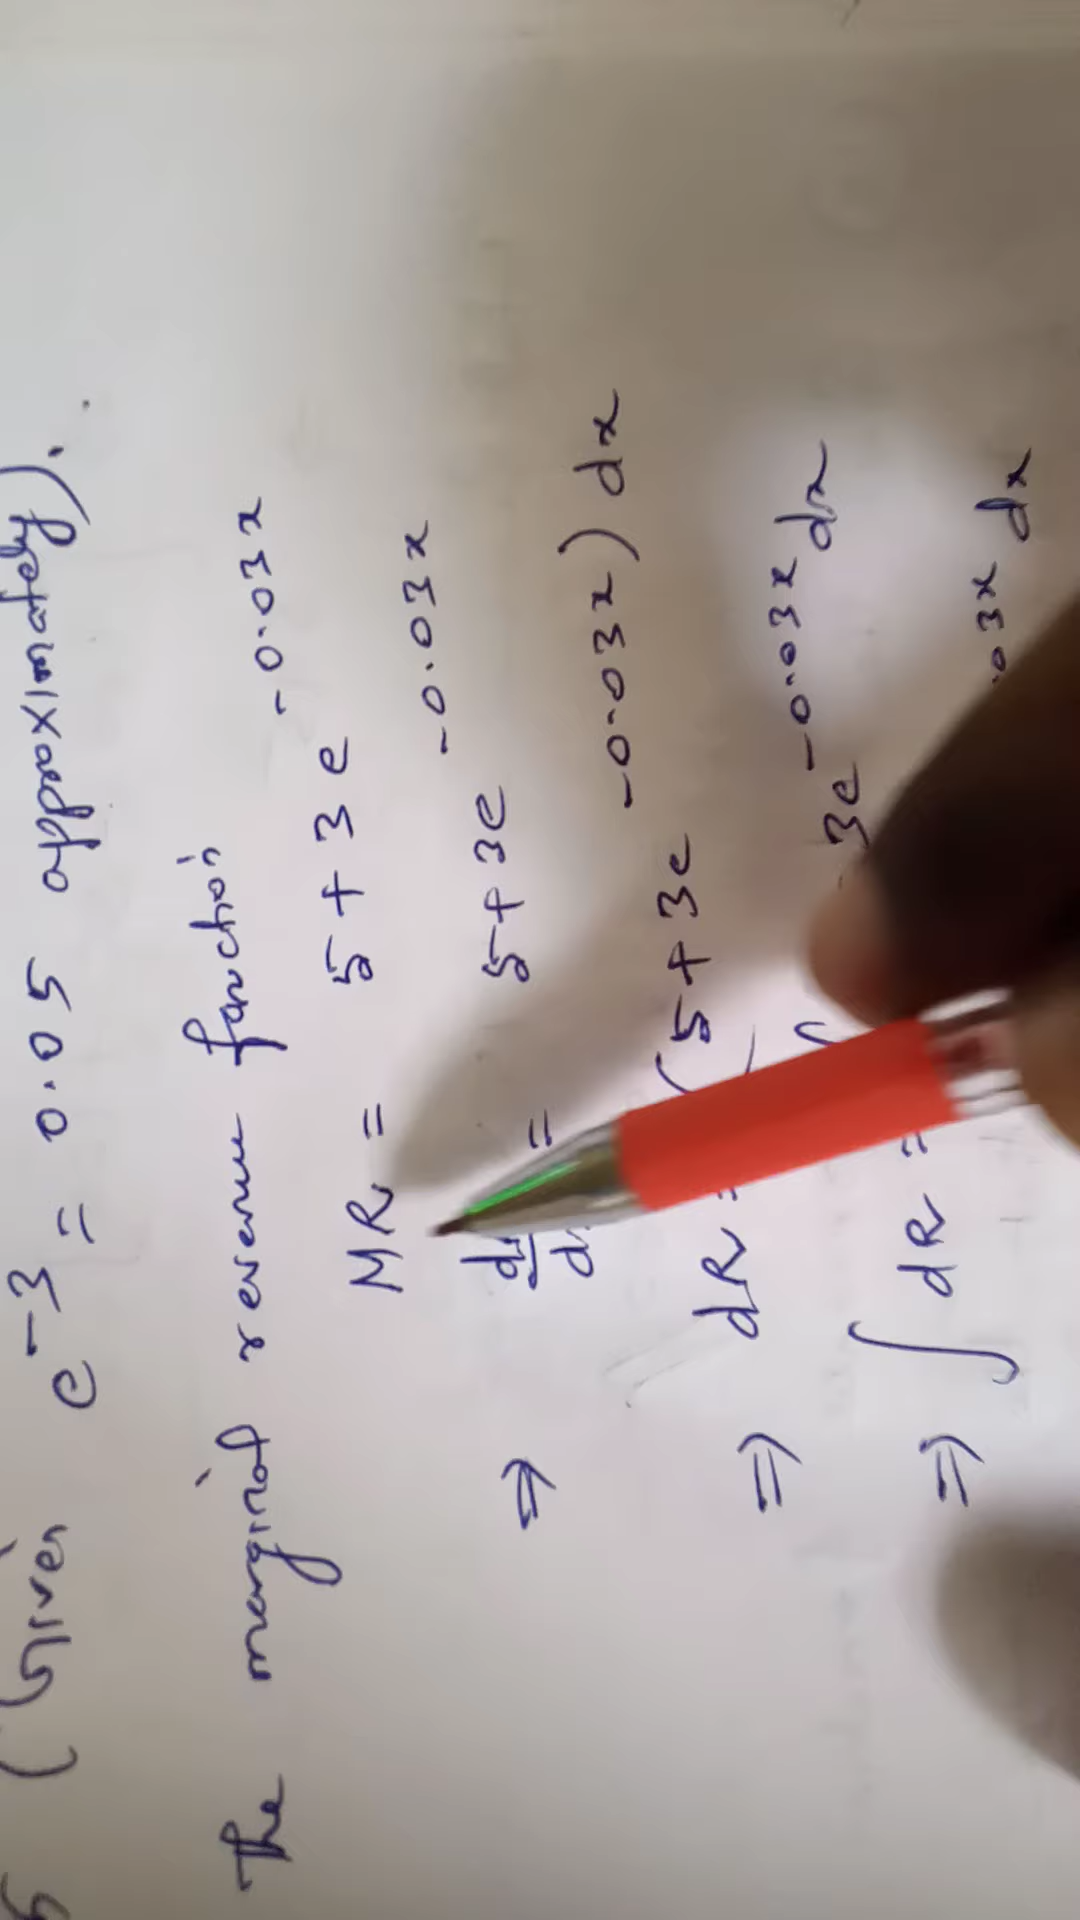 (Given e^-3 = 0.05 approximately).
The marginal revenue function
MR = 5 + 3e^-0.03x
⇒ = 5 + 3e^-0.03x
⇒ dR = (5 + 3e^-0.03x) dx
⇒ ∫ dR = 3e^-0.03x dx
03x dx